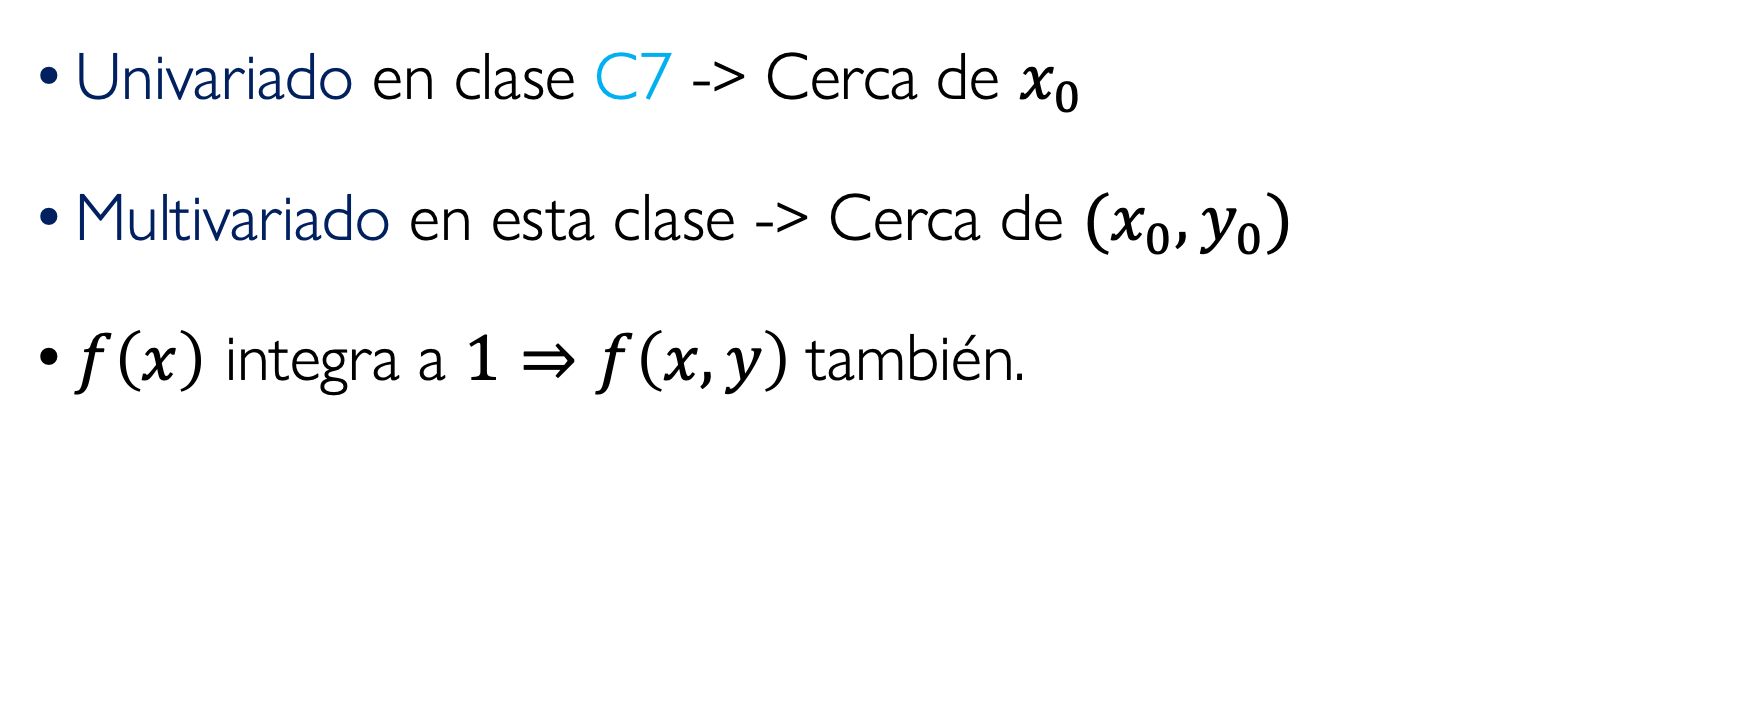 • Univariado en clase C7 -> Cerca de x₀
• Multivariado en esta clase -> Cerca de (x₀, y₀)
• f(x) integra a 1 ⇒ f(x, y) también.